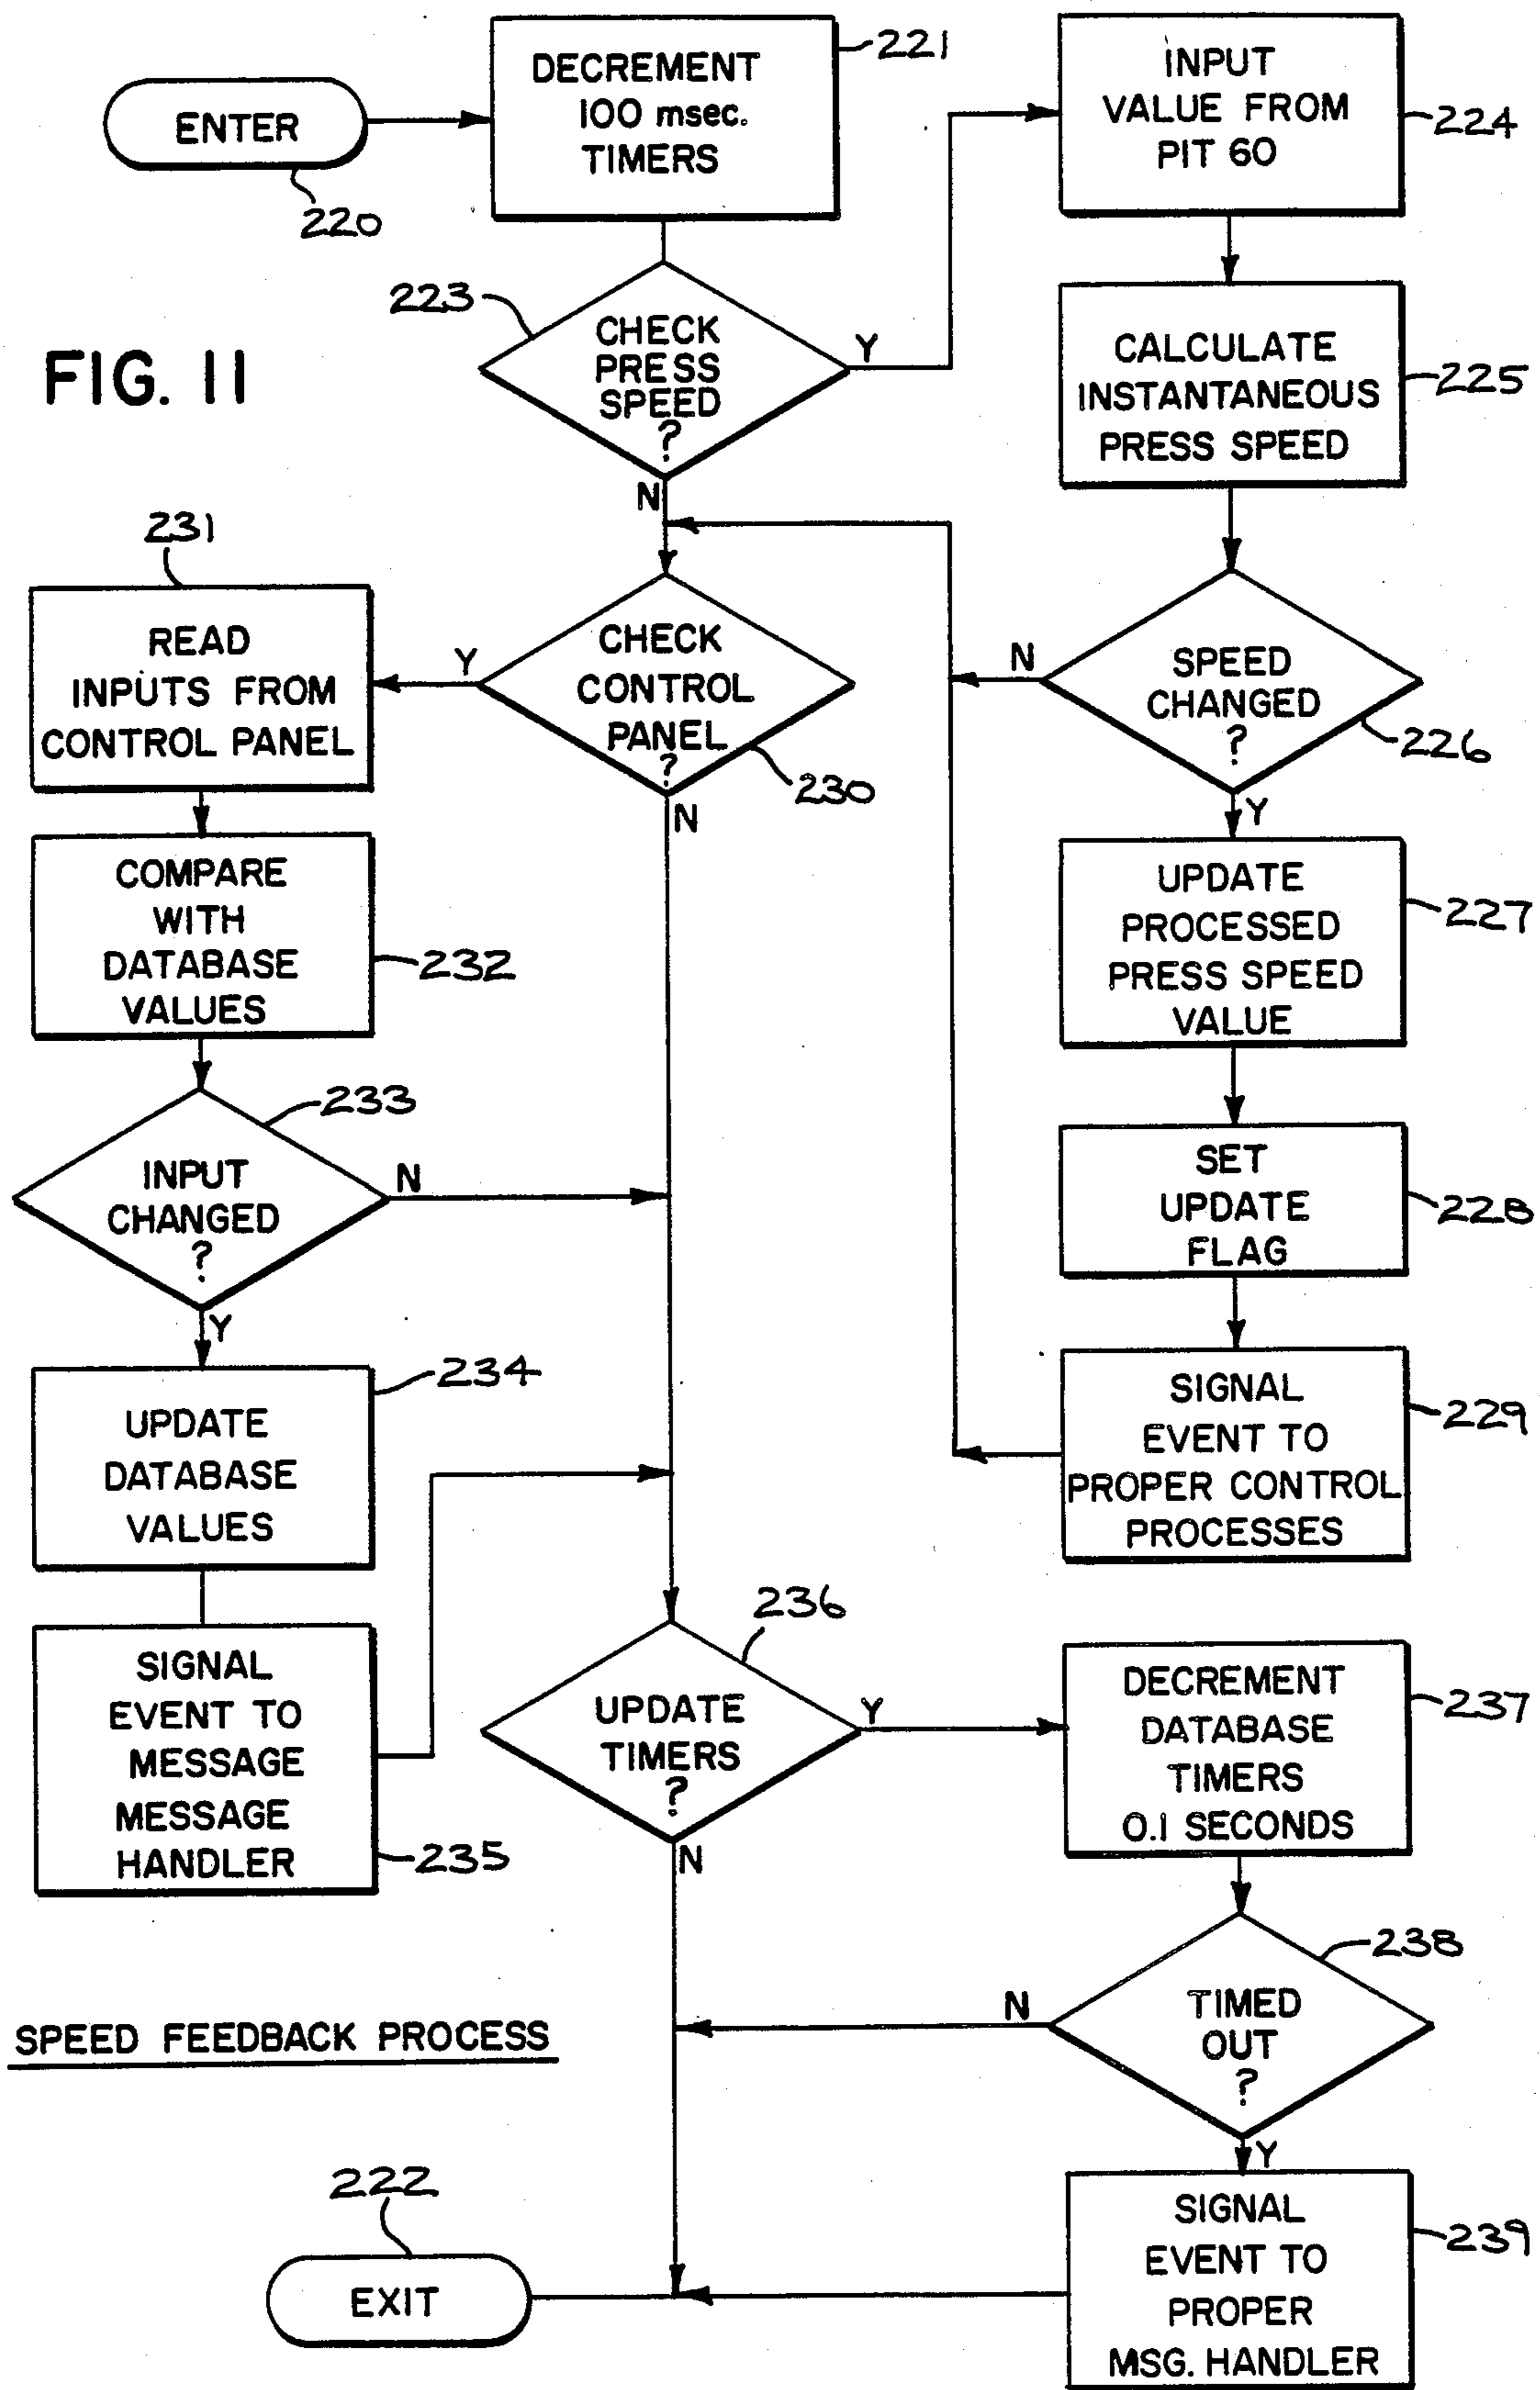 ENTER
220
DECREMENT
100 msec.
TIMERS
221
INPUT
VALUE FROM
PIT 60
224
FIG. 11
223
CHECK
PRESS
SPEED
?
Y
N
CALCULATE
INSTANTANEOUS
PRESS SPEED
225
231
READ
INPUTS FROM
CONTROL PANEL
Y
CHECK
CONTROL
PANEL
?
230
N
N
SPEED
CHANGED
?
226
Y
COMPARE
WITH
DATABASE
VALUES
232
UPDATE
PROCESSED
PRESS SPEED
VALUE
227
233
INPUT
CHANGED
?
N
Y
SET
UPDATE
FLAG
228
234
UPDATE
DATABASE
VALUES
SIGNAL
EVENT TO
PROPER CONTROL
PROCESSES
229
SIGNAL
EVENT TO
MESSAGE
MESSAGE
HANDLER
235
236
UPDATE
TIMERS
?
Y
N
DECREMENT
DATABASE
TIMERS
0.1 SECONDS
237
238
N
TIMED
OUT
?
Y
SPEED FEEDBACK PROCESS
222
EXIT
SIGNAL
EVENT TO
PROPER
MSG. HANDLER
239